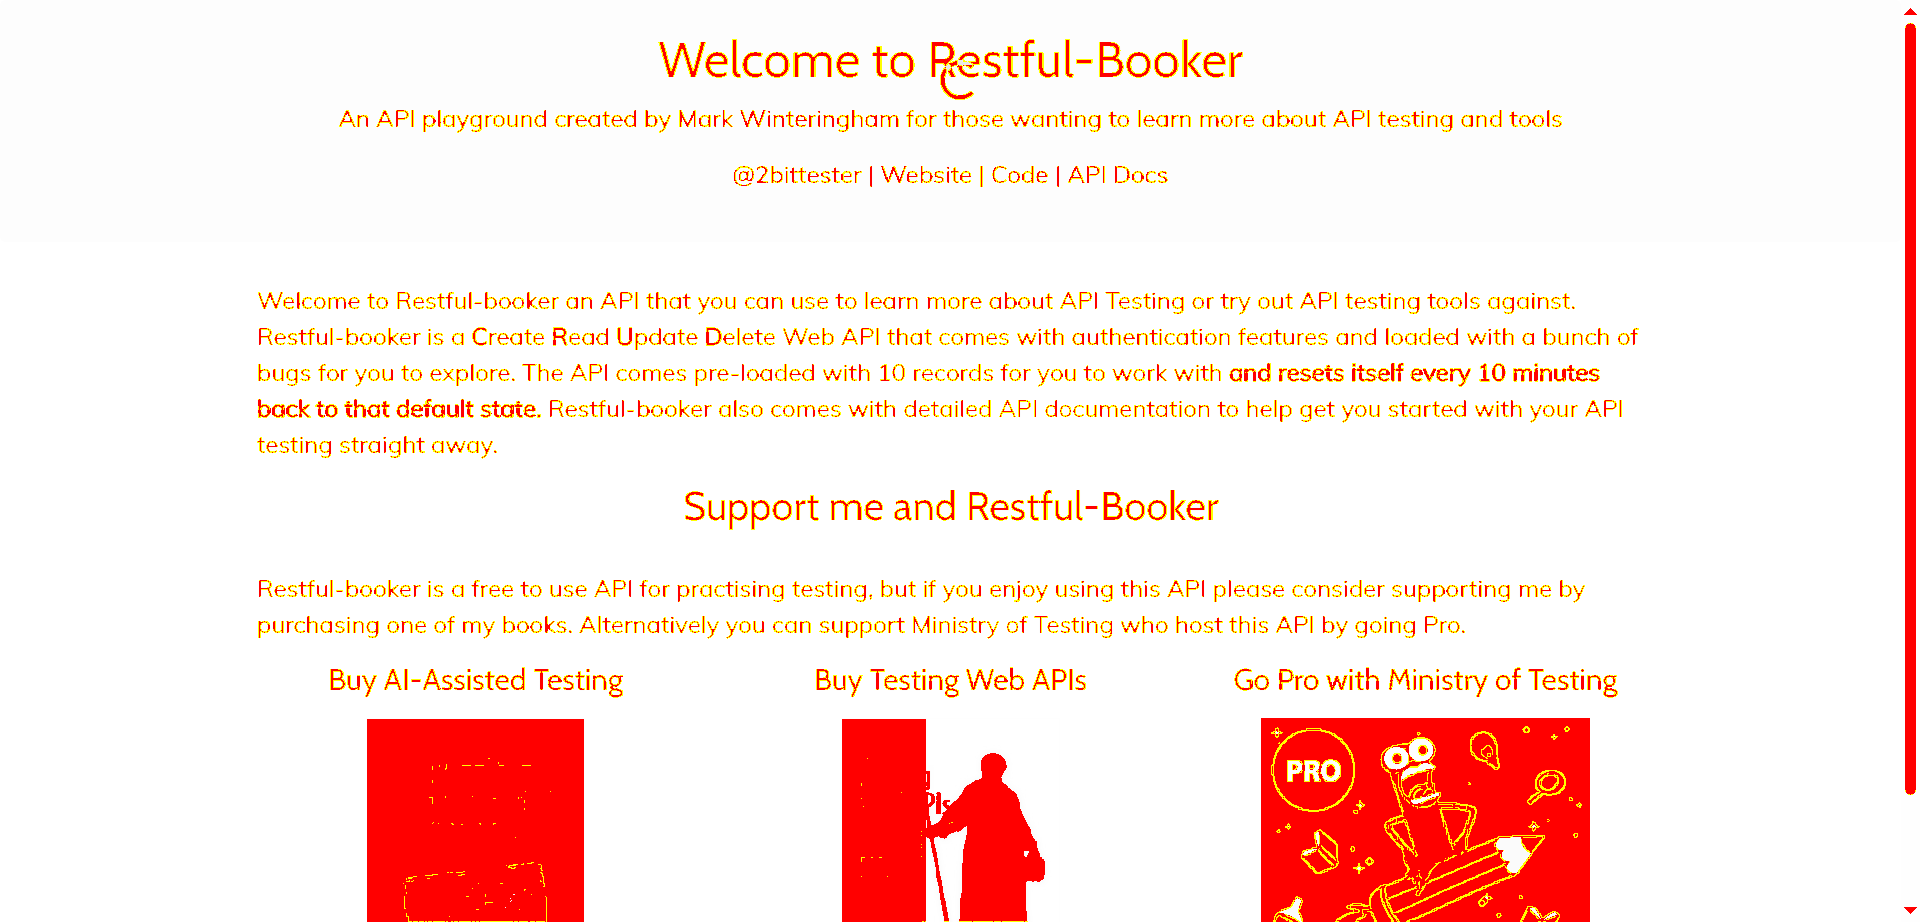 Welcome to Restful-Booker
An API playground created by Mark Winteringham for those wanting to learn more about API testing and tools
@2bittester | Website | Code | API Docs
Welcome to Restful-booker an API that you can use to learn more about API Testing or try out API testing tools against.
Restful-booker is a Create Read Update Delete Web API that comes with authentication features and loaded with a bunch of
bugs for you to explore. The API comes pre-loaded with 10 records for you to work with and resets itself every 10 minutes
back to that default state. Restful-booker also comes with detailed API documentation to help get you started with your API
testing straight away.
Support me and Restful-Booker
Restful-booker is a free to use API for practising testing, but if you enjoy using this API please consider supporting me by
purchasing one of my books. Alternatively you can support Ministry of Testing who host this API by going Pro.
Buy AI-Assisted Testing
Buy Testing Web APIs
Go Pro with Ministry of Testing
PRO